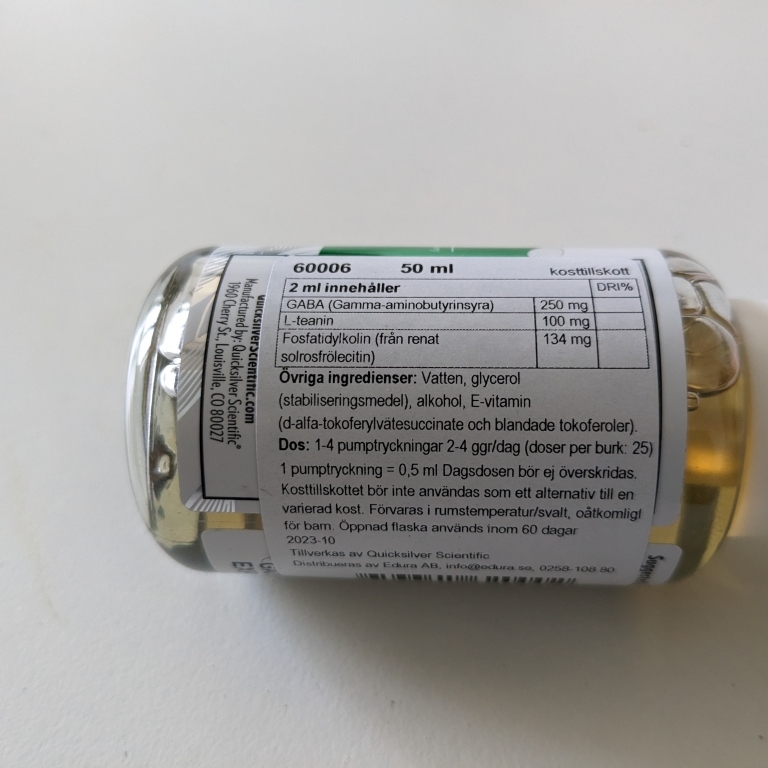 60006 50 ml kosttillskott
2 ml innehåller DRI%
GABA (Gamma-aminobutyrinsyra) 250 mg
L-teanin 100 mg
Fosfatidylkolin (från renat 134 mg
solrosfrölecitin)
Övriga ingredienser: Vatten, glycerol
(stabiliseringsmedel), alkohol, E-vitamin
(d-alfa-tokoferylvätesuccinate och blandade tokoferoler).
Dos: 1-4 pumptryckningar 2-4 ggr/dag (doser per burk: 25)
1 pumptryckning = 0,5 ml Dagsdosen bör ej överskridas.
Kosttillskottet bör inte användas som ett alternativ till en
varierad kost. Förvaras i rumstemperatur/svalt, oåtkomligt
för barn. Öppnad flaska används inom 60 dagar
2023-10
Tillverkas av Quicksilver Scientific
Distribueras av Edura AB, info@edura.se, 0258-108 80
QuicksilverScientific.com
Manufactured by: Quicksilver Scientific®
1960 Cherry St., Louisville, CO 80027